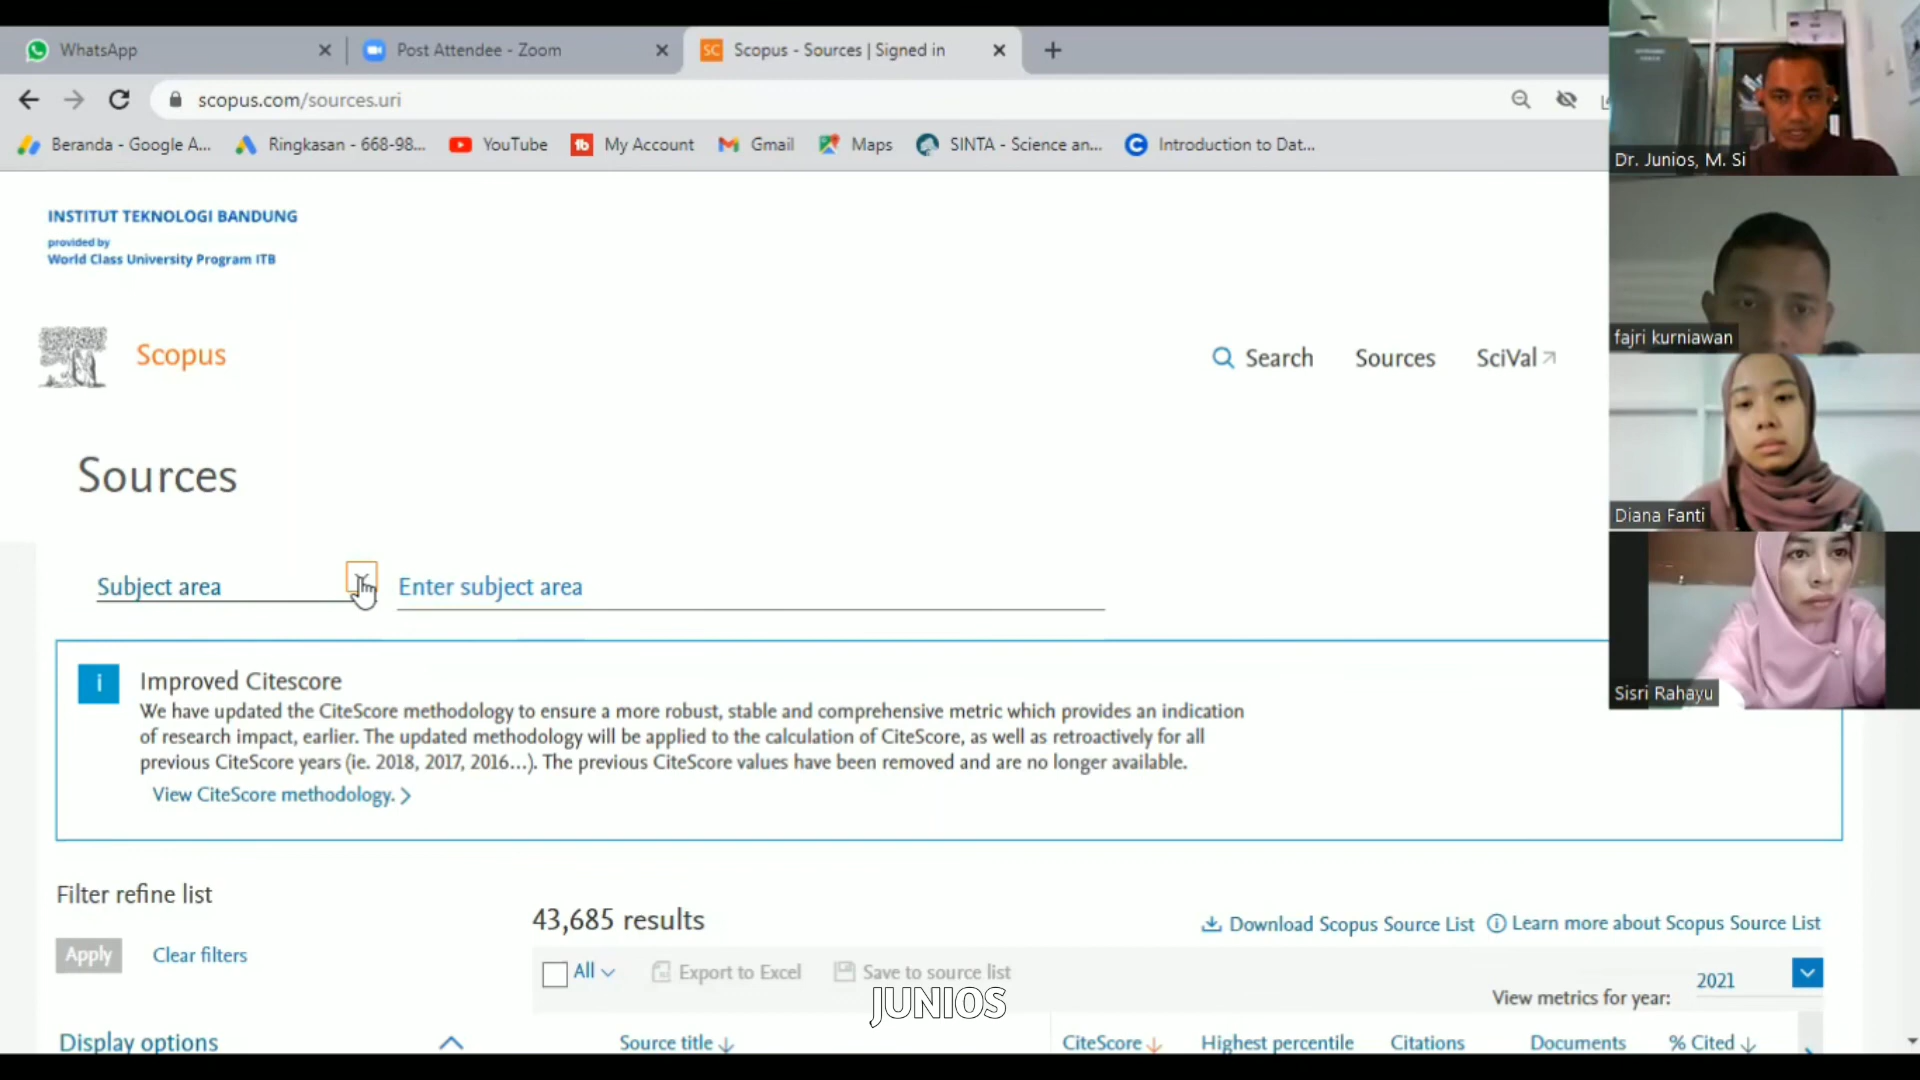 WhatsApp
Post Attendee - Zoom
SC Scopus - Sources | Signed in
scopus.com/sources.uri
Beranda - Google A...
Ringkasan - 668-98...
YouTube
My Account
Gmail
Maps
SINTA - Science an...
Introduction to Dat...
INSTITUT TEKNOLOGI BANDUNG
provided by
World Class University Program ITB
Scopus
Search
Sources
SciVal
Sources
Subject area
Enter subject area
i
Improved Citescore
We have updated the CiteScore methodology to ensure a more robust, stable and comprehensive metric which provides an indication
of research impact, earlier. The updated methodology will be applied to the calculation of CiteScore, as well as retroactively for all
previous CiteScore years (ie. 2018, 2017, 2016...). The previous CiteScore values have been removed and are no longer available.
View CiteScore methodology. >
Filter refine list
Apply
Clear filters
Display options
43,685 results
Download Scopus Source List
Learn more about Scopus Source List
All
Export to Excel
Save to source list
View metrics for year:
2021
JUNIOS
Source title ↓
CiteScore ↓
Highest percentile
Citations
Documents
% Cited ↓
Dr. Junios, M. Si
fajri kurniawan
Diana Fanti
Sisri Rahayu